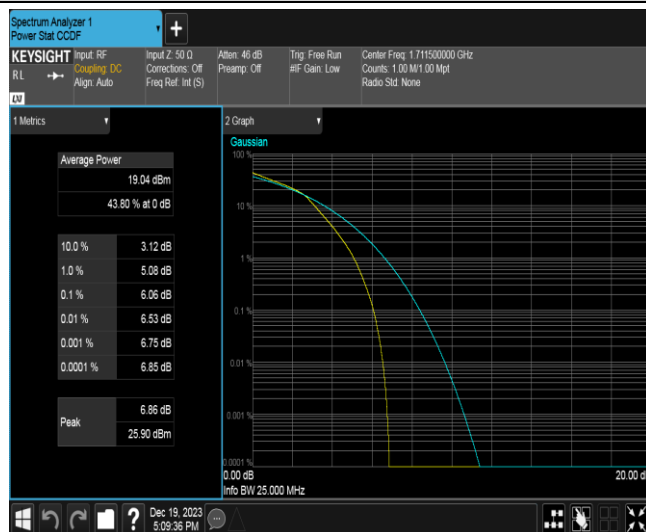 Spectrum Analyzer 1
Power Stat CCDF
KEYSIGHT
RL
LXI
Input: RF
Coupling: DC
Align: Auto
Input Z: 50 Ω
Corrections: Off
Freq Ref: Int (S)
Atten: 46 dB
Preamp: Off
Trig: Free Run
#IF Gain: Low
Center Freq: 1.711500000 GHz
Counts: 1.00 M/1.00 Mpt
Radio Std: None
1 Metrics
Average Power
19.04 dBm
43.80 % at 0 dB
10.0 % 3.12 dB
1.0 % 5.08 dB
0.1 % 6.06 dB
0.01 % 6.53 dB
0.001 % 6.75 dB
0.0001 % 6.85 dB
Peak
6.86 dB
25.90 dBm
2 Graph
Gaussian
100 %
10 %
1 %
0.1 %
0.01 %
0.001 %
0.0001 %
0.00 dB
20.00 d
Info BW 25.000 MHz
?
Dec 19, 2023
5:09:36 PM